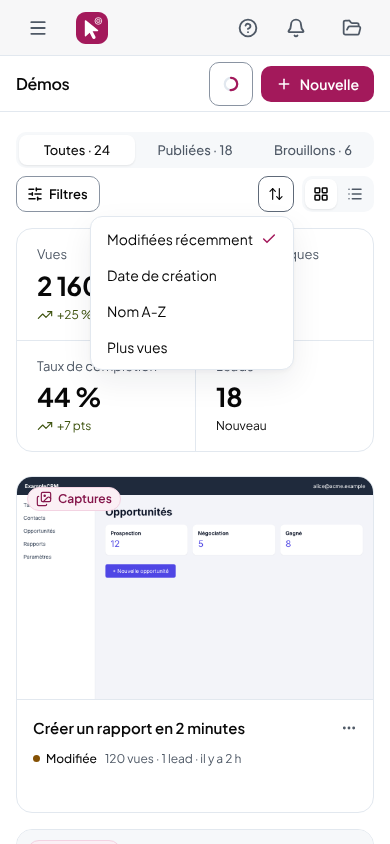 Démos
Nouvelle
Toutes · 24
Publiées · 18
Brouillons · 6
Filtres
Modifiées récemment
Date de création
Nom A-Z
Plus vues
Vues
2 160
+25 %
Taux de complétion
44 %
+7 pts
18
Nouveau
ExampleCRM
alice@acme.example
Captures
Contacts
Opportunités
Rapports
Paramètres
Opportunités
Prospection
12
Négociation
5
Gagné
8
+ Nouvelle opportunité
Créer un rapport en 2 minutes
Modifiée
120 vues · 1 lead · il y a 2 h